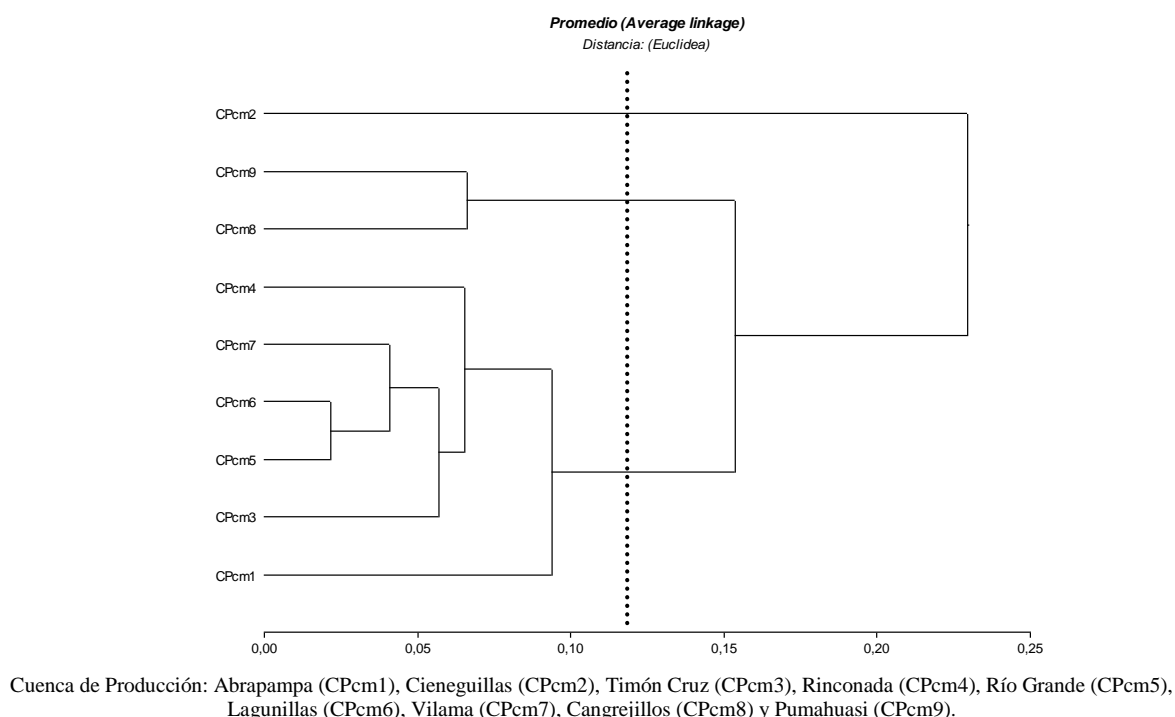 Promedio (Average linkage)
Distancia: (Euclidea)
CPcm2
CPcm9
CPcm8
CPcm4
CPcm7
CPcm6
CPcm5
CPcm3
CPcm1
0,00 0,05 0,10 0,15 0,20 0,25
Cuenca de Producción: Abrapampa (CPcm1), Cieneguillas (CPcm2), Timón Cruz (CPcm3), Rinconada (CPcm4), Río Grande (CPcm5),
Lagunillas (CPcm6), Vilama (CPcm7), Cangrejillos (CPcm8) y Pumahuasi (CPcm9).